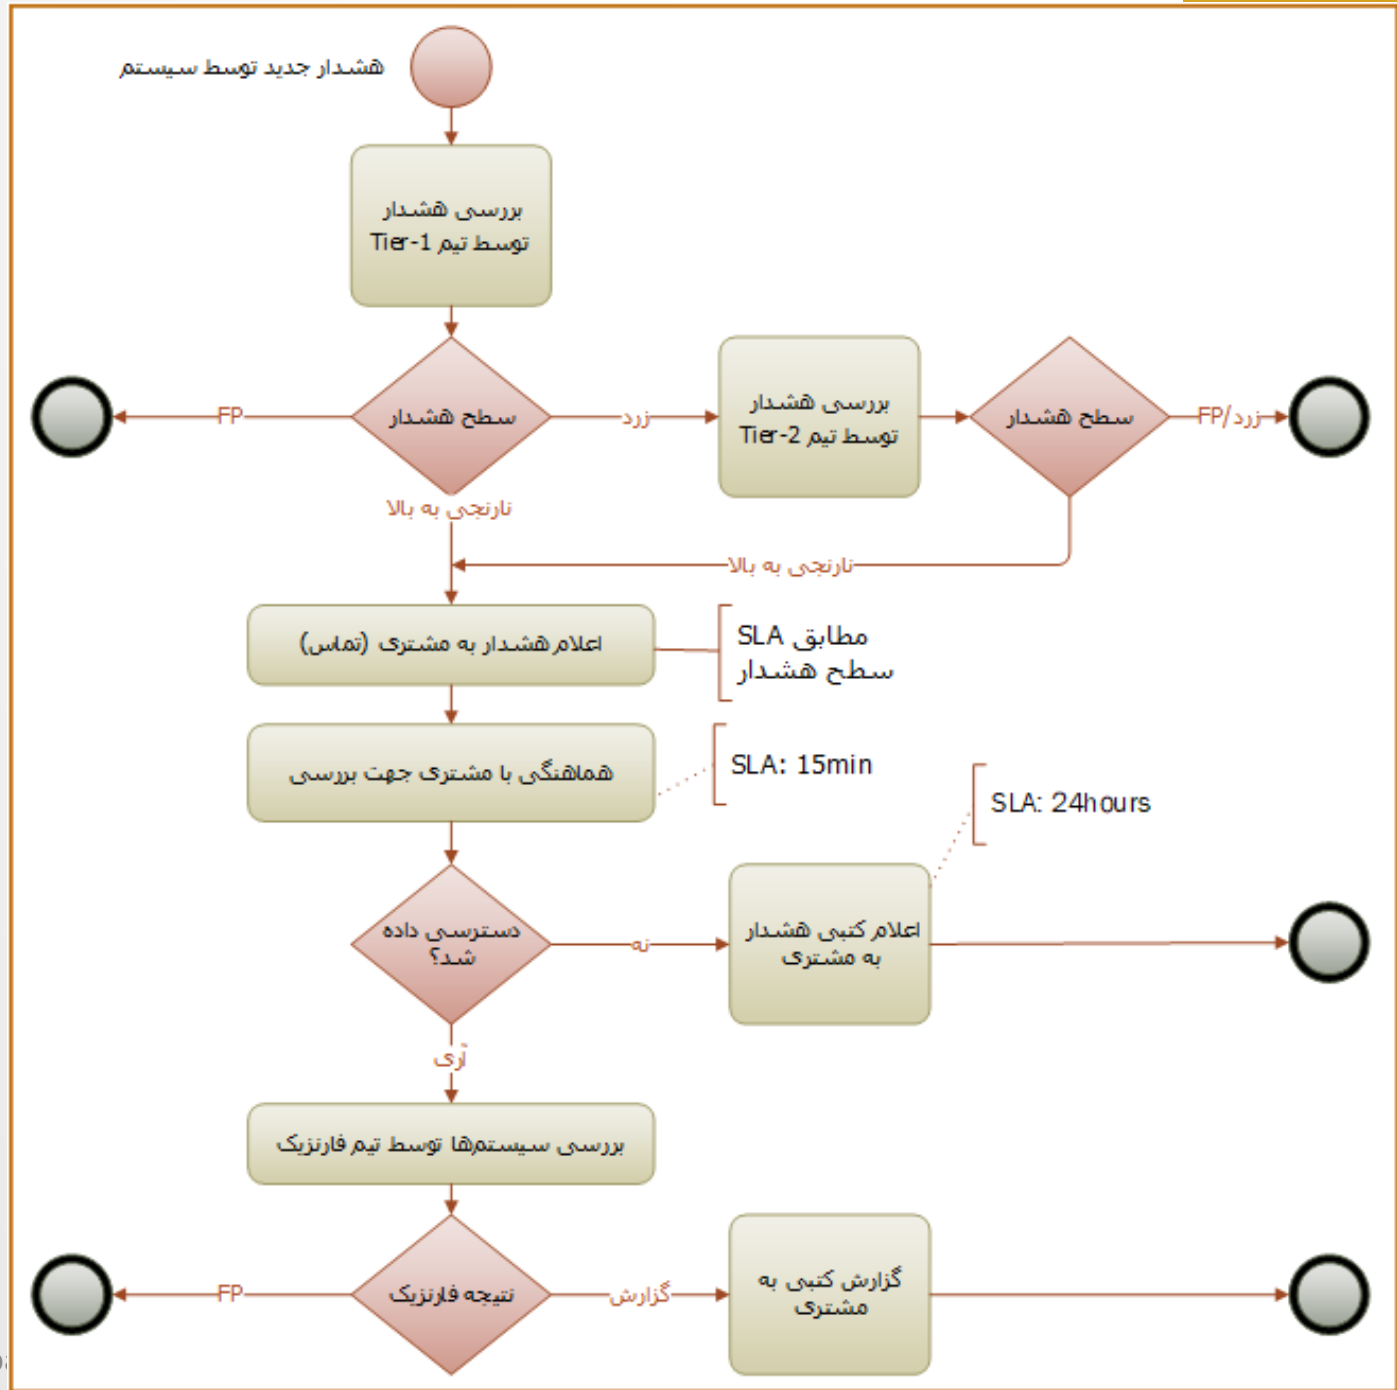 هشدار جدید توسط سیستم
بررسی هشدار
توسط تیم Tier-1
FP
سطح هشدار
زرد
بررسی هشدار
توسط تیم Tier-2
سطح هشدار
زرد/FP
نارنجی به بالا
نارنجی به بالا
اعلام هشدار به مشتری (تماس)
مطابق SLA
سطح هشدار
هماهنگی با مشتری جهت بررسی
SLA: 15min
SLA: 24hours
دسترسی داده
شد؟
نه
اعلام کتبی هشدار
به مشتری
آری
بررسی سیستم‌ها توسط تیم فارنزیک
FP
نتیجه فارنزیک
گزارش
گزارش کتبی به
مشتری